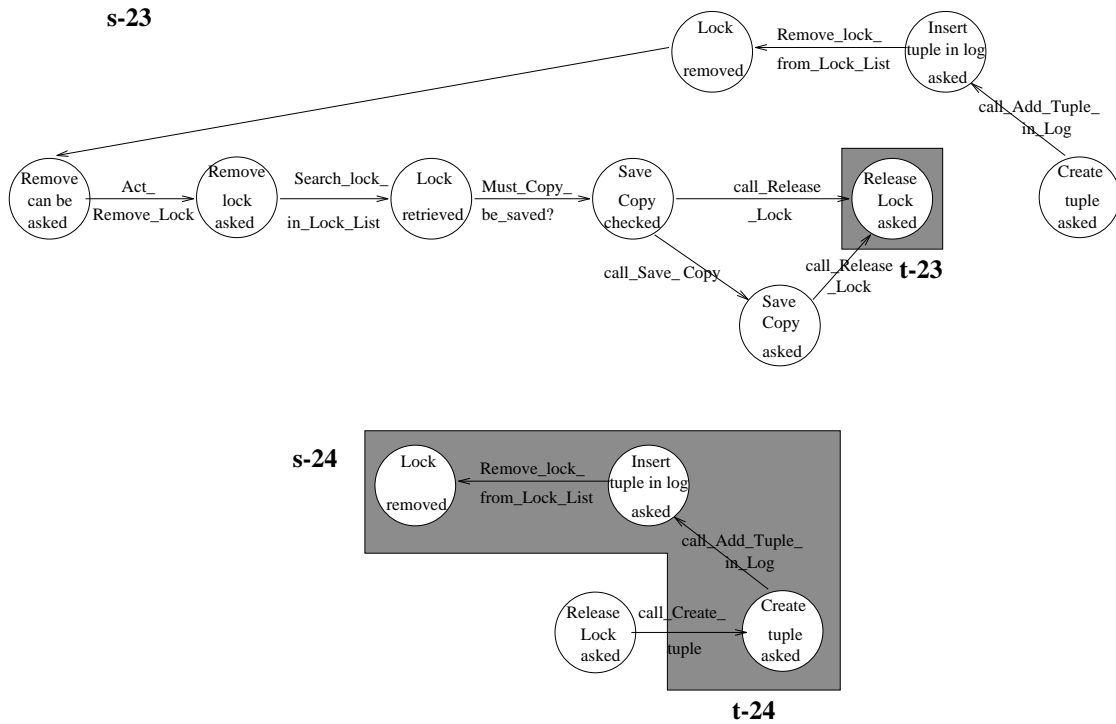 s-23
Lock
removed
Remove_lock_
from_Lock_List
Insert
tuple in log
asked
call_Add_Tuple_
in_Log
Create
tuple
asked
Remove
can be
asked
Act_
Remove_Lock
Remove
lock
asked
Search_lock_
in_Lock_List
Lock
retrieved
Must_Copy_
be_saved?
Save
Copy
checked
call_Release
_Lock
Release
Lock
asked
t-23
call_Save_ Copy
call_Release
_Lock
Save
Copy
asked
s-24
Lock
removed
Remove_lock_
from_Lock_List
Insert
tuple in log
asked
call_Add_Tuple_
in_Log
Release
Lock
asked
call_Create_
tuple
Create
tuple
asked
t-24